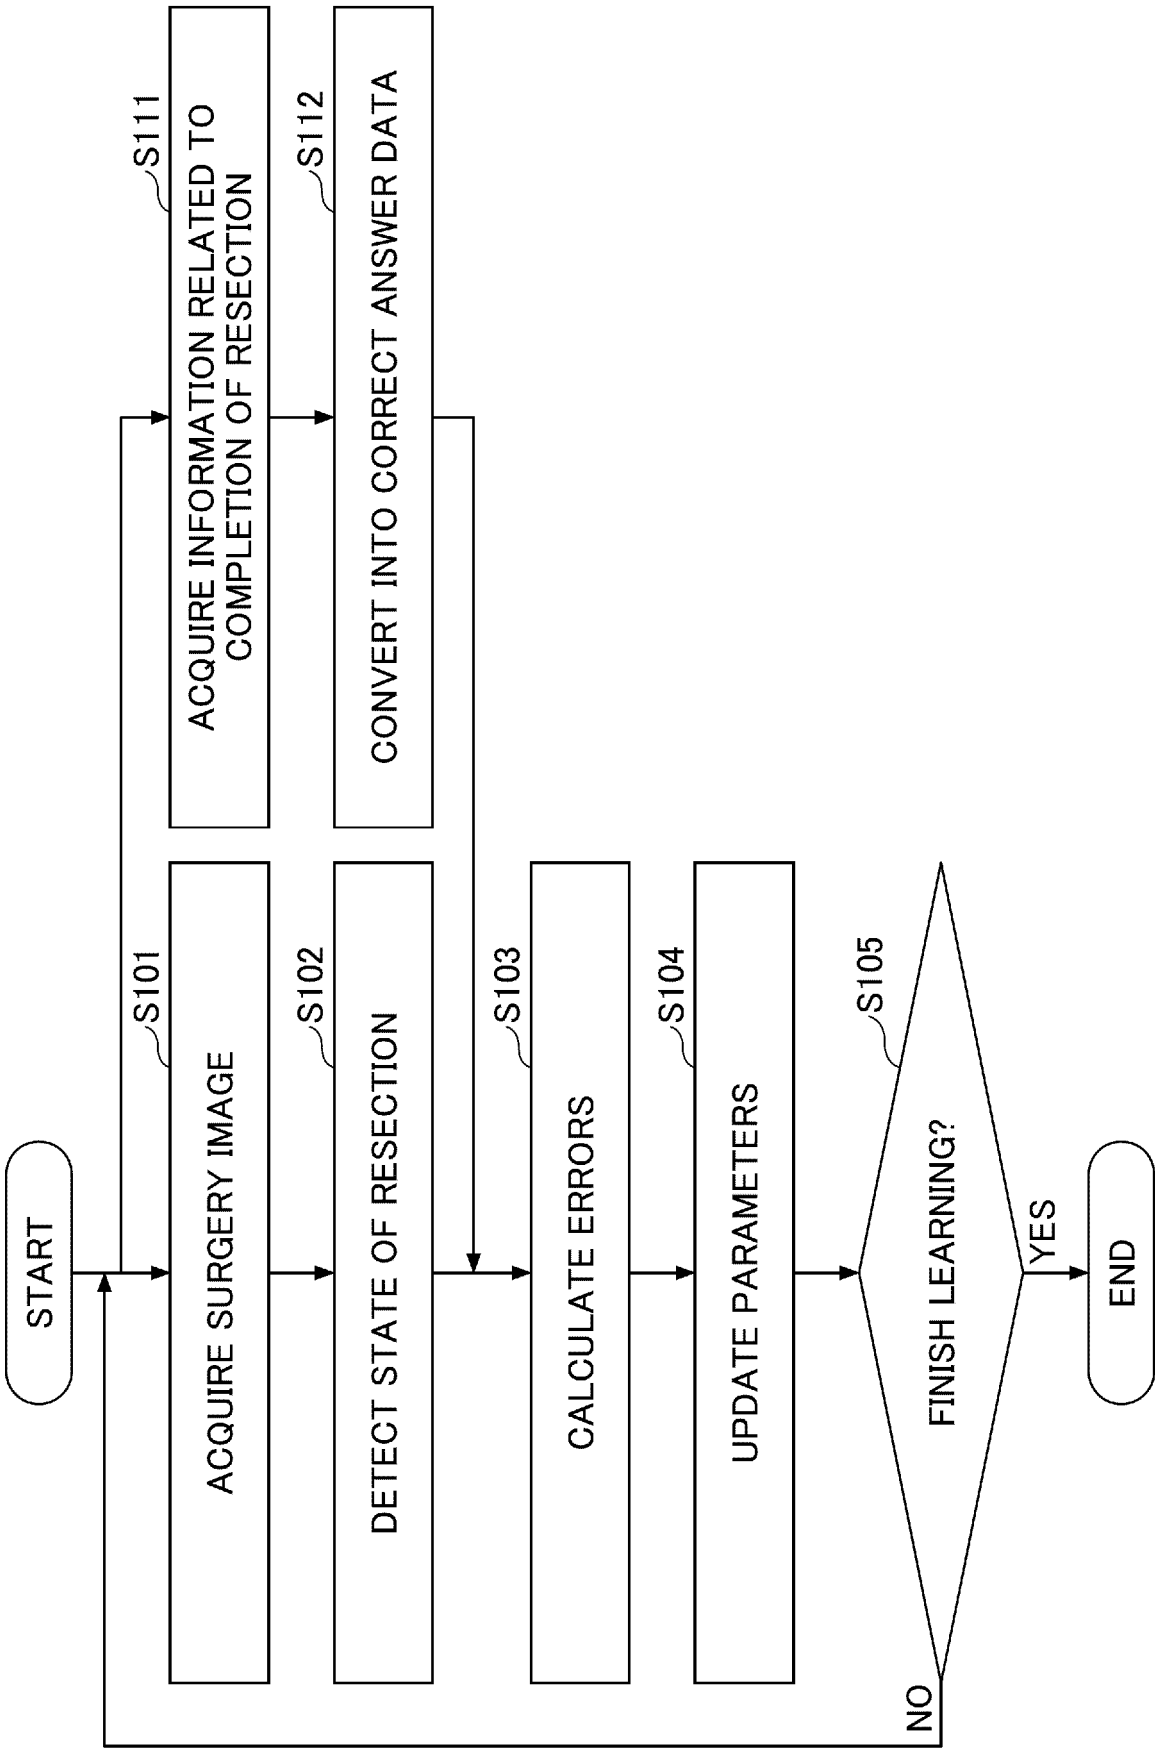 START
S101
ACQUIRE SURGERY IMAGE
S102
DETECT STATE OF RESECTION
S111
ACQUIRE INFORMATION RELATED TO
COMPLETION OF RESECTION
S112
CONVERT INTO CORRECT ANSWER DATA
S103
CALCULATE ERRORS
S104
UPDATE PARAMETERS
S105
FINISH LEARNING?
NO
YES
END